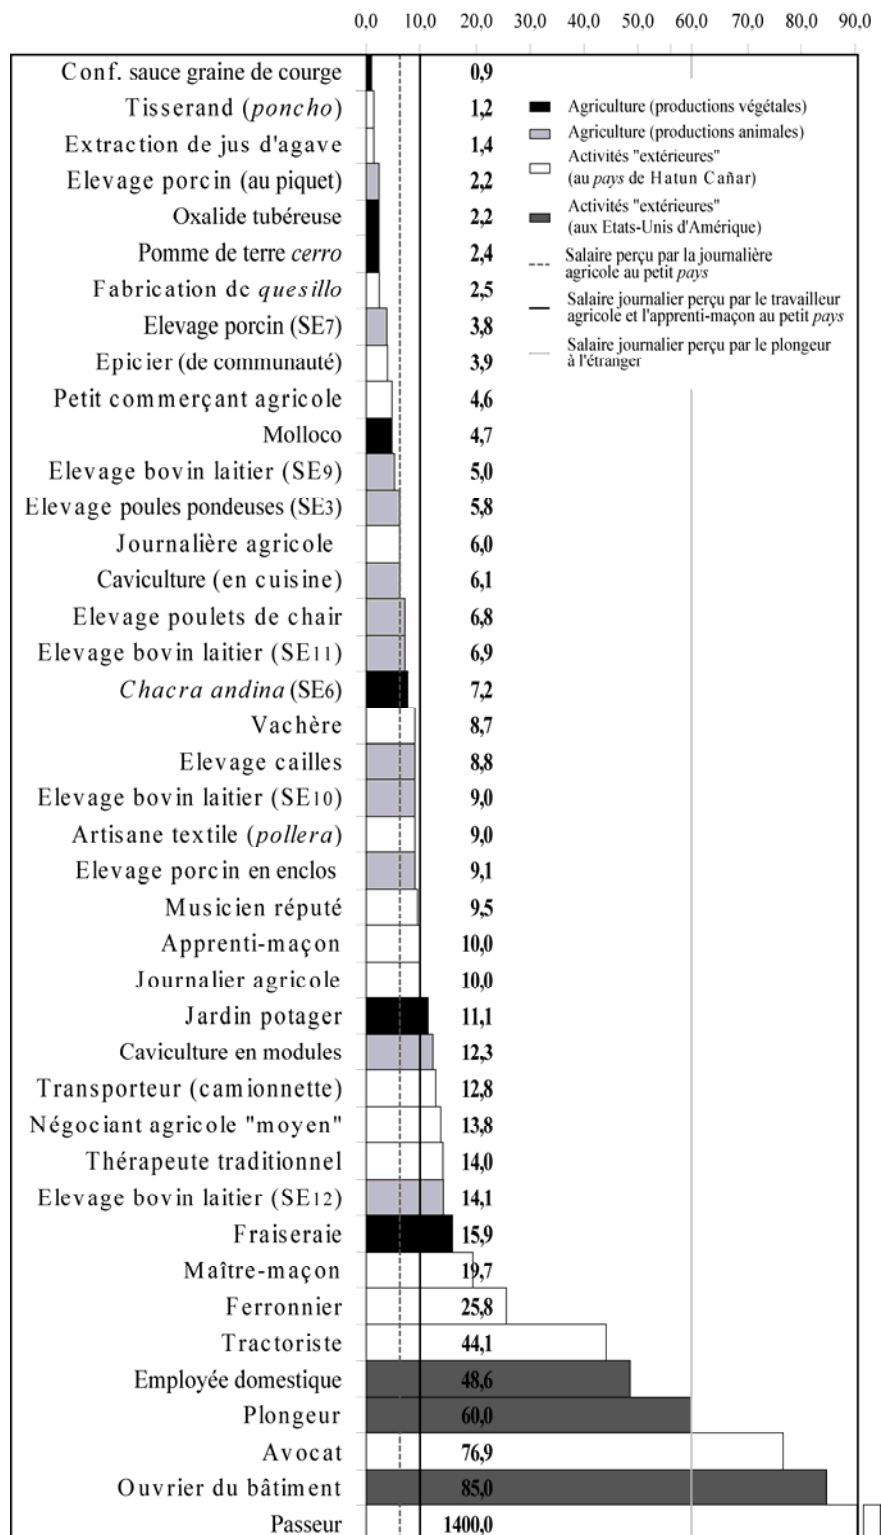 0,0 10,0 20,0 30,0 40,0 50,0 60,0 70,0 80,0 90,0
Conf. sauce graine de courge 0,9
Tisserand (poncho) 1,2
Extraction de jus d'agave 1,4
Elevage porcin (au piquet) 2,2
Oxalide tubéreuse 2,2
Pomme de terre cerro 2,4
Fabrication de quesillo 2,5
Elevage porcin (SE7) 3,8
Epicier (de communauté) 3,9
Petit commerçant agricole 4,6
Molloco 4,7
Elevage bovin laitier (SE9) 5,0
Elevage poules pondeuses (SE3) 5,8
Journalière agricole 6,0
Caviculture (en cuisine) 6,1
Elevage poulets de chair 6,8
Elevage bovin laitier (SE11) 6,9
Chacra andina (SE6) 7,2
Vachère 8,7
Elevage cailles 8,8
Elevage bovin laitier (SE10) 9,0
Artisane textile (pollera) 9,0
Elevage porcin en enclos 9,1
Musicien réputé 9,5
Apprenti-maçon 10,0
Journalier agricole 10,0
Jardin potager 11,1
Caviculture en modules 12,3
Transporteur (camionnette) 12,8
Négociant agricole "moyen" 13,8
Thérapeute traditionnel 14,0
Elevage bovin laitier (SE12) 14,1
Fraiseraie 15,9
Maître-maçon 19,7
Ferronnier 25,8
Tractoriste 44,1
Employée domestique 48,6
Plongeur 60,0
Avocat 76,9
Ouvrier du bâtiment 85,0
Passeur 1400,0
Agriculture (productions végétales)
Agriculture (productions animales)
Activités "extérieures"
(au pays de Hatun Cañar)
Activités "extérieures"
(aux Etats-Unis d'Amérique)
Salaire perçu par la journalière
agricole au petit pays
Salaire journalier perçu par le travailleur
agricole et l'apprenti-maçon au petit pays
Salaire journalier perçu par le plongeur
à l'étranger